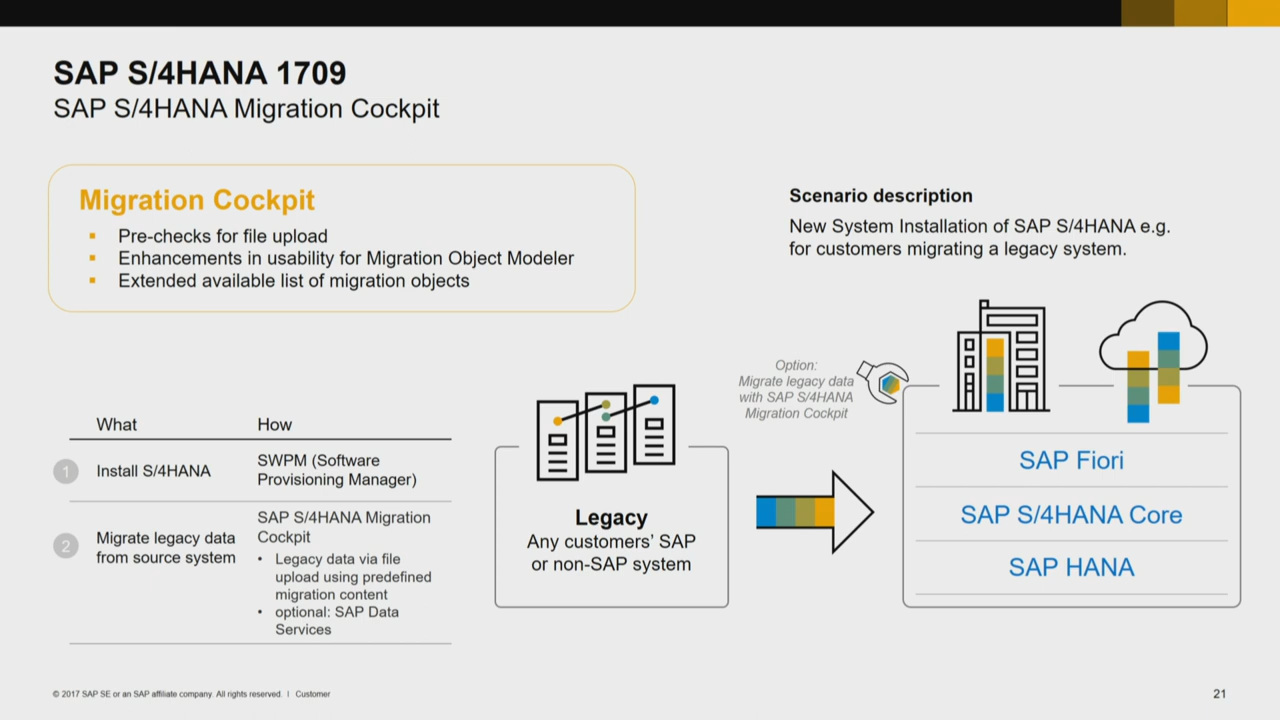 SAP S/4HANA 1709
SAP S/4HANA Migration Cockpit
Migration Cockpit
▪ Pre-checks for file upload
▪ Enhancements in usability for Migration Object Modeler
▪ Extended available list of migration objects
Scenario description
New System Installation of SAP S/4HANA e.g.
for customers migrating a legacy system.
What How
1 Install S/4HANA
SWPM (Software
Provisioning Manager)
2 Migrate legacy data
from source system
SAP S/4HANA Migration
Cockpit
• Legacy data via file
upload using predefined
migration content
• optional: SAP Data
Services
Legacy
Any customers’ SAP
or non-SAP system
Option:
Migrate legacy data
with SAP S/4HANA
Migration Cockpit
SAP Fiori
SAP S/4HANA Core
SAP HANA
© 2017 SAP SE or an SAP affiliate company. All rights reserved. I Customer
21